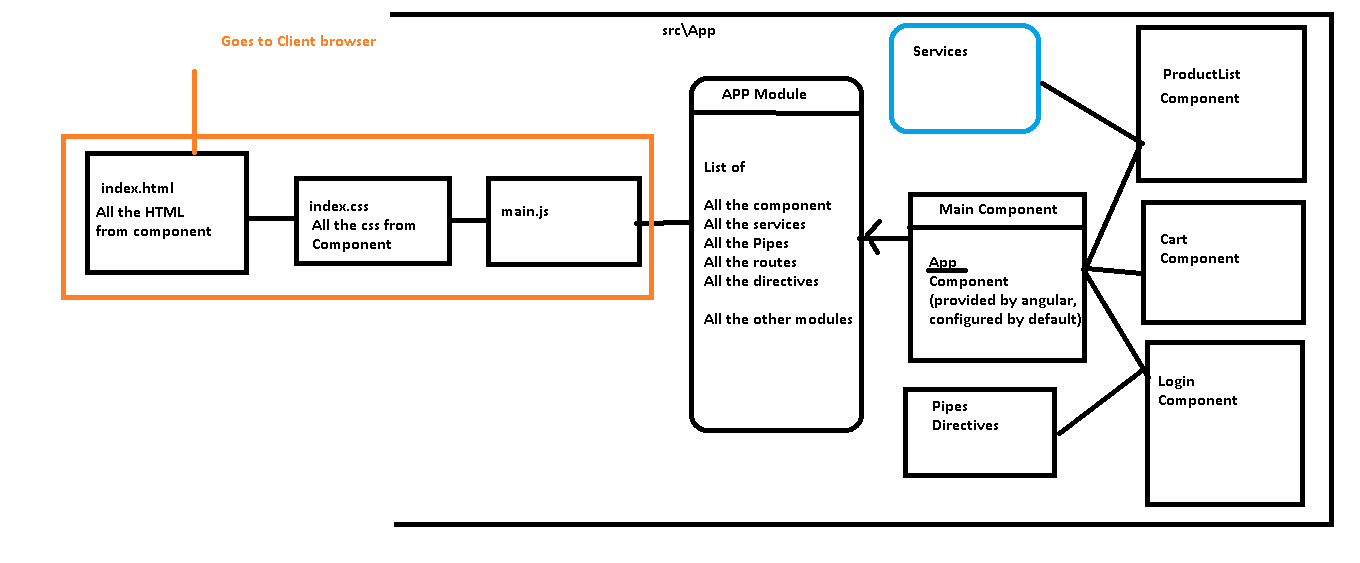 Goes to Client browser
src\App
index.html
All the HTML
from component
index.css
All the css from
Component
main.js
APP Module
List of
All the component
All the services
All the Pipes
All the routes
All the directives
All the other modules
Services
Main Component
App
Component
(provided by angular,
configured by default)
Pipes
Directives
ProductList
Component
Cart
Component
Login
Component